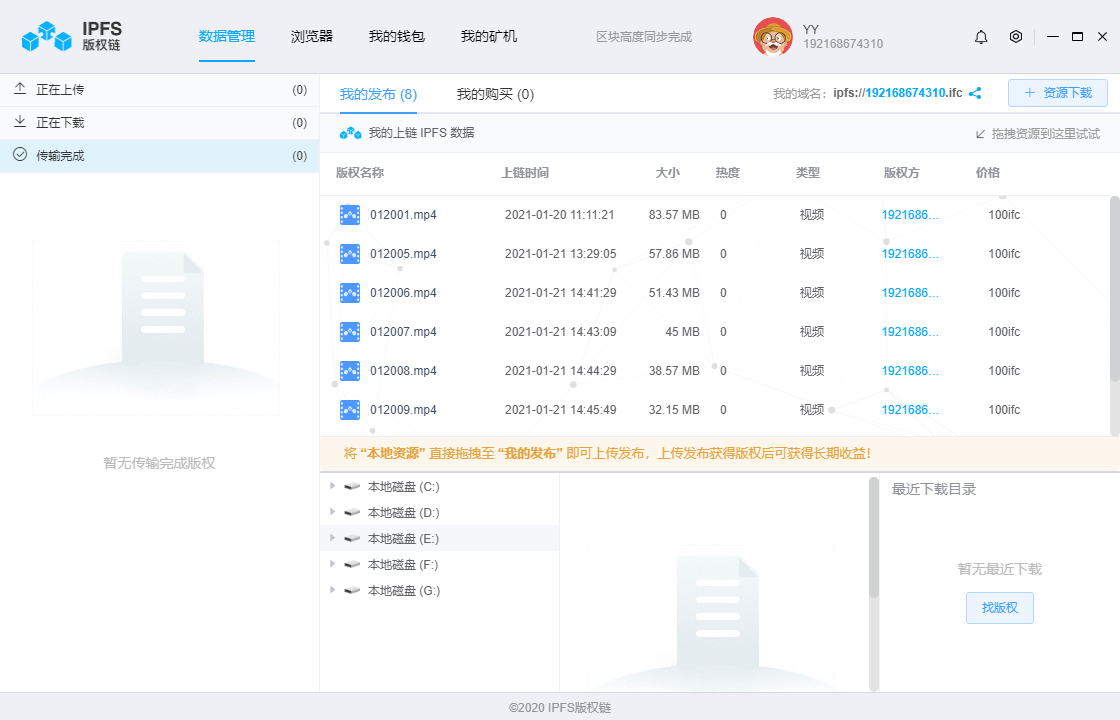 IPFS
版权链
数据管理 浏览器 我的钱包 我的矿机 区块高度同步完成
YY
192168674310
正在上传 (0)
正在下载 (0)
传输完成 (0)
暂无传输完成版权
我的发布 (8) 我的购买 (0) 我的域名: ipfs://192168674310.ifc 资源下载
我的上链 IPFS 数据 拖拽资源到这里试试
版权名称 上链时间 大小 热度 类型 版权方 价格
012001.mp4 2021-01-20 11:11:21 83.57 MB 0 视频 1921686... 100ifc
012005.mp4 2021-01-21 13:29:05 57.86 MB 0 视频 1921686... 100ifc
012006.mp4 2021-01-21 14:41:29 51.43 MB 0 视频 1921686... 100ifc
012007.mp4 2021-01-21 14:43:09 45 MB 0 视频 1921686... 100ifc
012008.mp4 2021-01-21 14:44:29 38.57 MB 0 视频 1921686... 100ifc
012009.mp4 2021-01-21 14:45:49 32.15 MB 0 视频 1921686... 100ifc
将 “本地资源” 直接拖拽至 “我的发布” 即可上传发布，上传发布获得版权后可获得长期收益!
本地磁盘 (C:)
本地磁盘 (D:)
本地磁盘 (E:)
本地磁盘 (F:)
本地磁盘 (G:)
最近下载目录
暂无最近下载
找版权
©2020 IPFS版权链